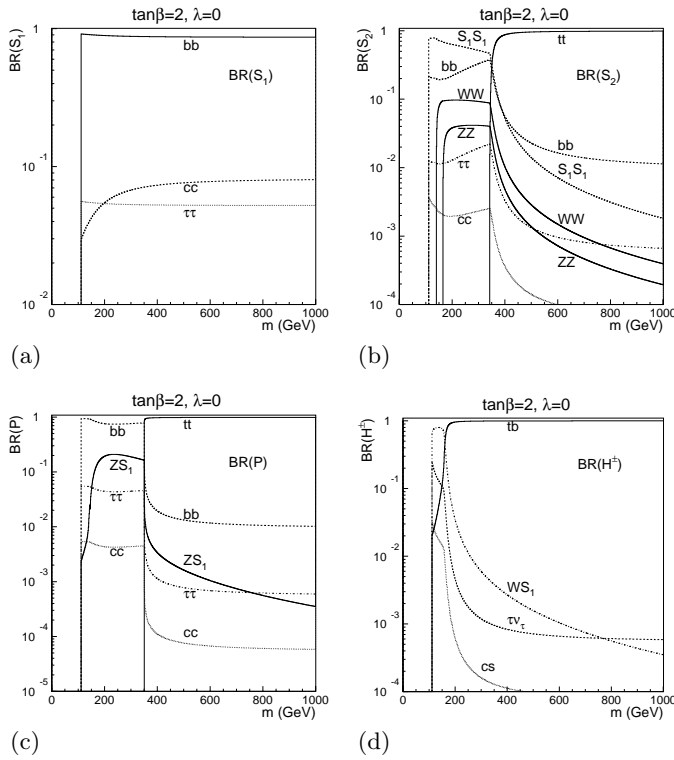 tanβ=2, λ=0
BR(S₁)
1
10⁻¹
10⁻²
bb
BR(S₁)
cc
ττ
0 200 400 600 800 1000
m (GeV)
(a)
tanβ=2, λ=0
BR(S₂)
1
10⁻¹
10⁻²
10⁻³
10⁻⁴
S₁S₁
tt
bb
BR(S₂)
WW
ZZ
ττ
bb
S₁S₁
cc
WW
ZZ
0 200 400 600 800 1000
m (GeV)
(b)
tanβ=2, λ=0
BR(P)
1
10⁻¹
10⁻²
10⁻³
10⁻⁴
10⁻⁵
bb
tt
ZS₁
BR(P)
ττ
bb
cc
ZS₁
ττ
cc
0 200 400 600 800 1000
m (GeV)
(c)
tanβ=2, λ=0
BR(H±)
1
10⁻¹
10⁻²
10⁻³
10⁻⁴
tb
BR(H±)
WS₁
τν_τ
cs
0 200 400 600 800 1000
m (GeV)
(d)